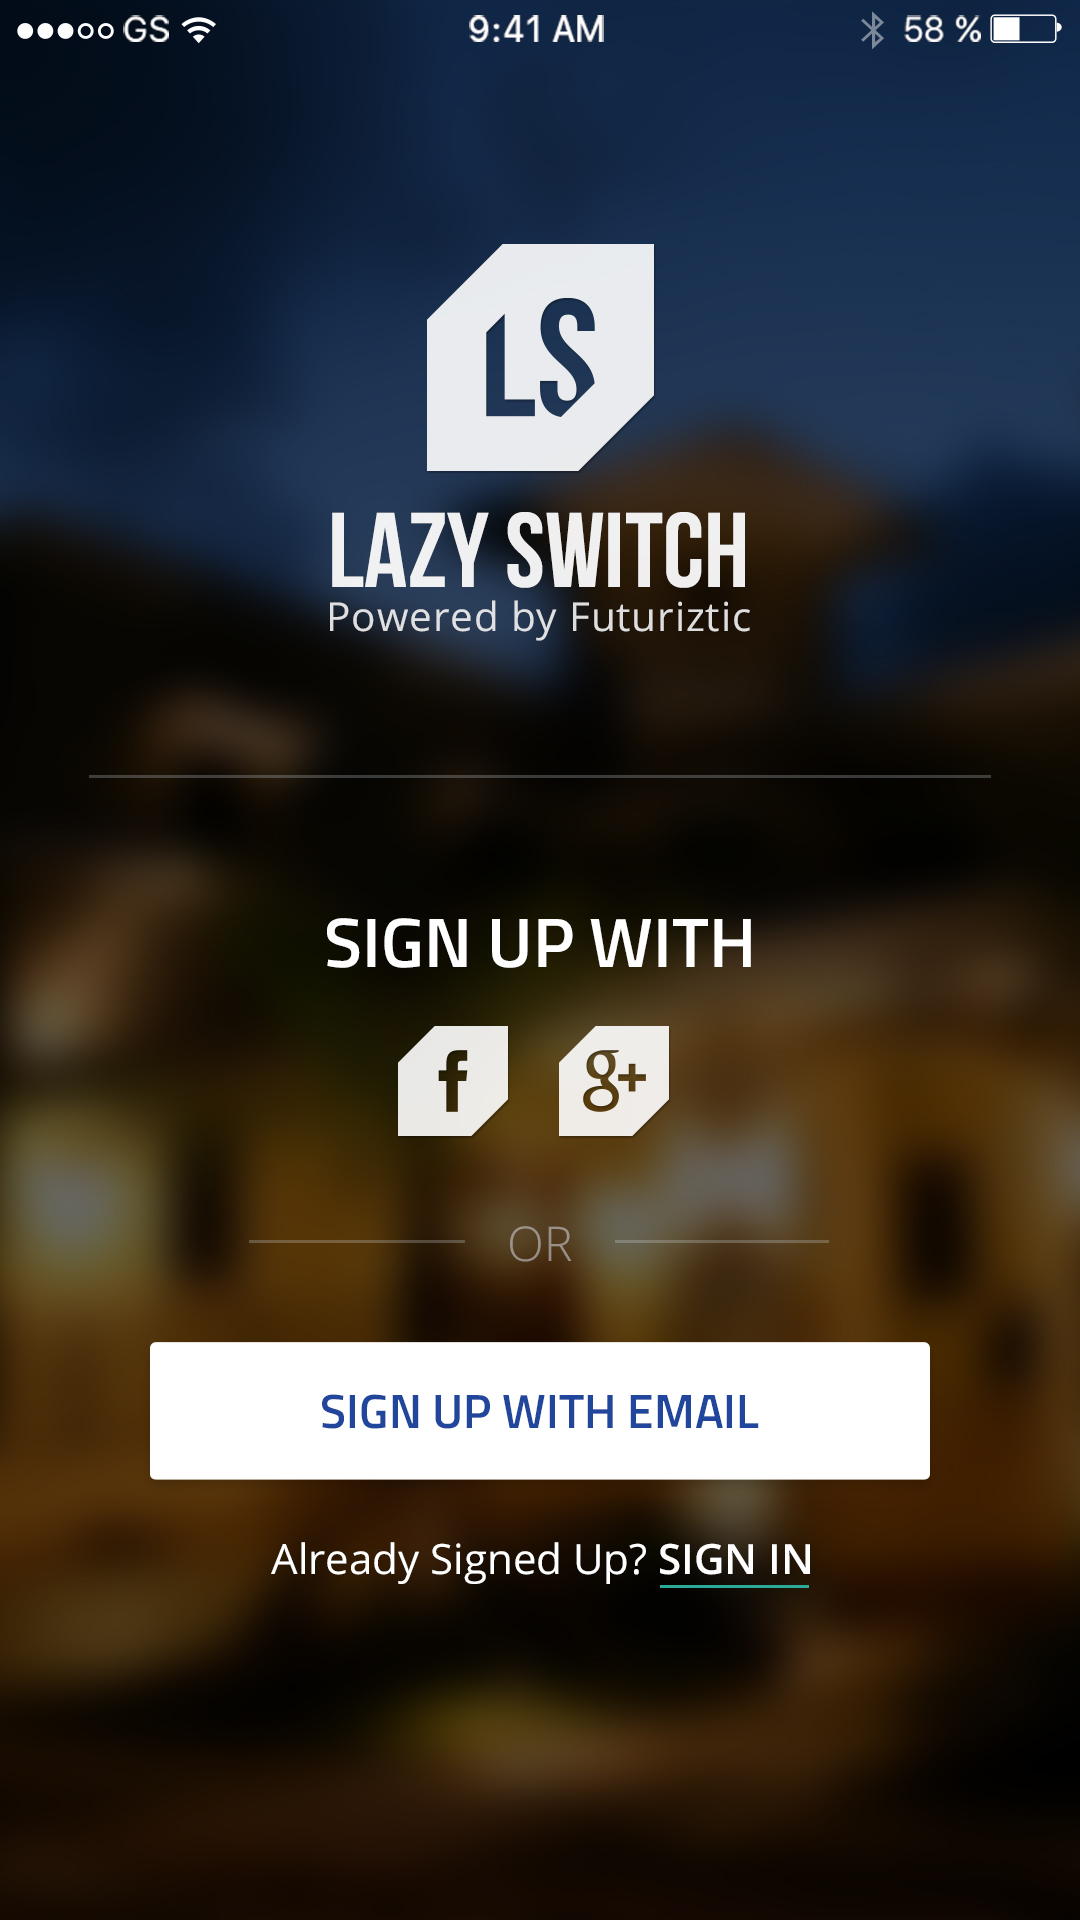 GS 9:41 AM 58 %
LS
LAZY SWITCH
Powered by Futuriztic
SIGN UP WITH
f g+
OR
SIGN UP WITH EMAIL
Already Signed Up? SIGN IN